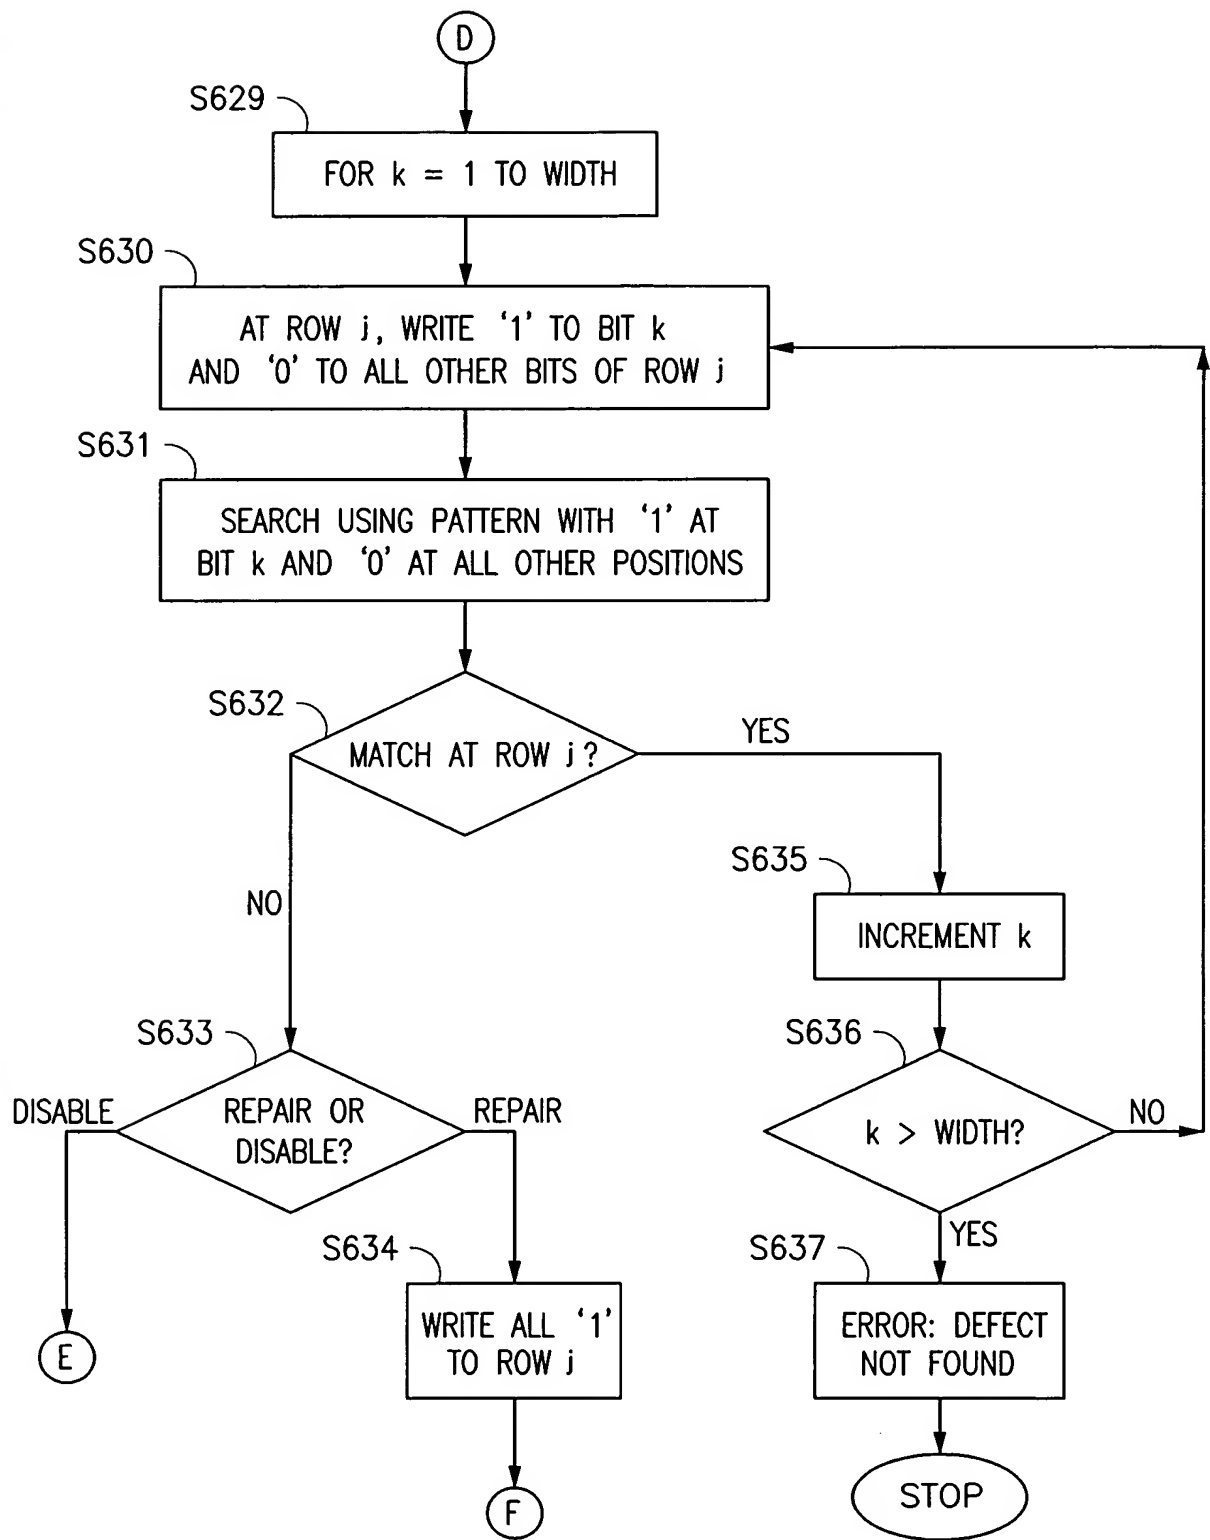 D
S629
FOR k = 1 TO WIDTH
S630
AT ROW j, WRITE ‘1’ TO BIT k
AND ‘0’ TO ALL OTHER BITS OF ROW j
S631
SEARCH USING PATTERN WITH ‘1’ AT
BIT k AND ‘0’ AT ALL OTHER POSITIONS
S632
MATCH AT ROW j?
YES
NO
S635
INCREMENT k
S633
REPAIR OR
DISABLE?
DISABLE
REPAIR
S636
k > WIDTH?
NO
YES
S634
WRITE ALL ‘1’
TO ROW j
S637
ERROR: DEFECT
NOT FOUND
E
F
STOP